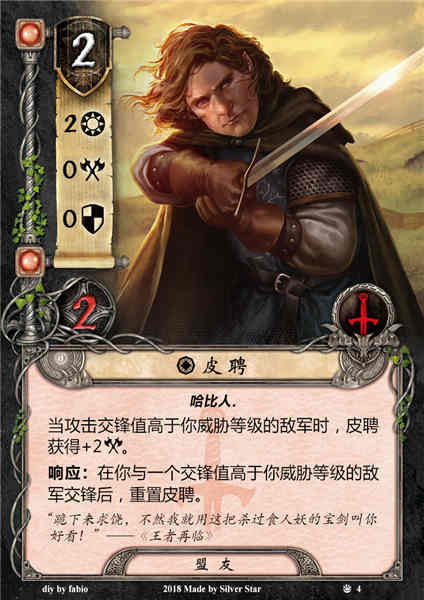 2
2
0
0
2
皮聘
哈比人.
当攻击交锋值高于你威胁等级的敌军时，皮聘
获得+2。
响应：在你与一个交锋值高于你威胁等级的敌
军交锋后，重置皮聘。
“跪下来求饶，不然我就用这把杀过食人妖的宝剑叫你
好看！”——《王者再临》
盟友
diy by fabio 2018 Made by Silver Star 4